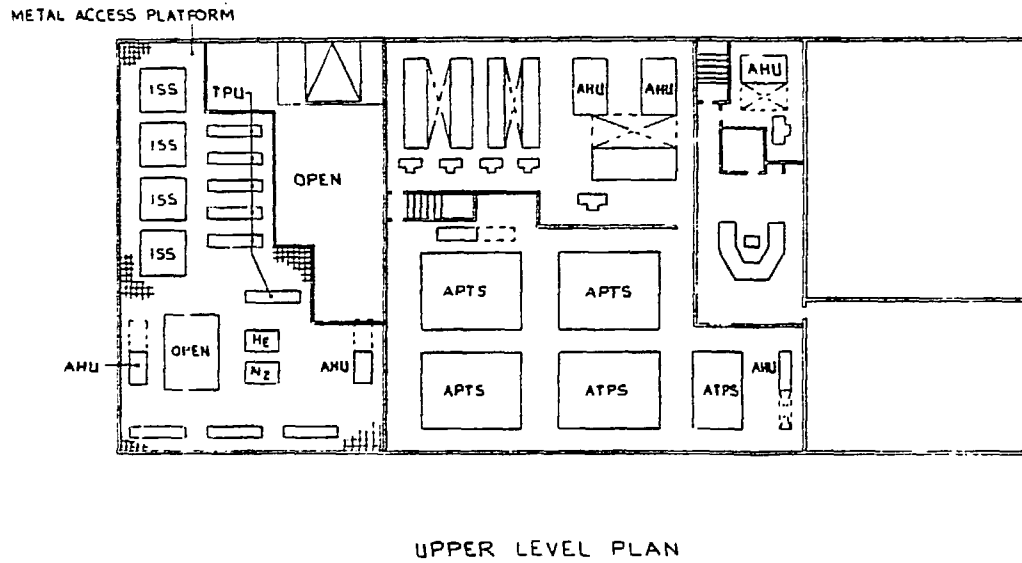 METAL ACCESS PLATFORM
ISS
TPU
AHU
AHU
AHU
ISS
OPEN
ISS
ISS
APTS
APTS
HE
OPEN
AHU
N2
AHU
APTS
ATPS
ATPS
AHU
UPPER LEVEL PLAN